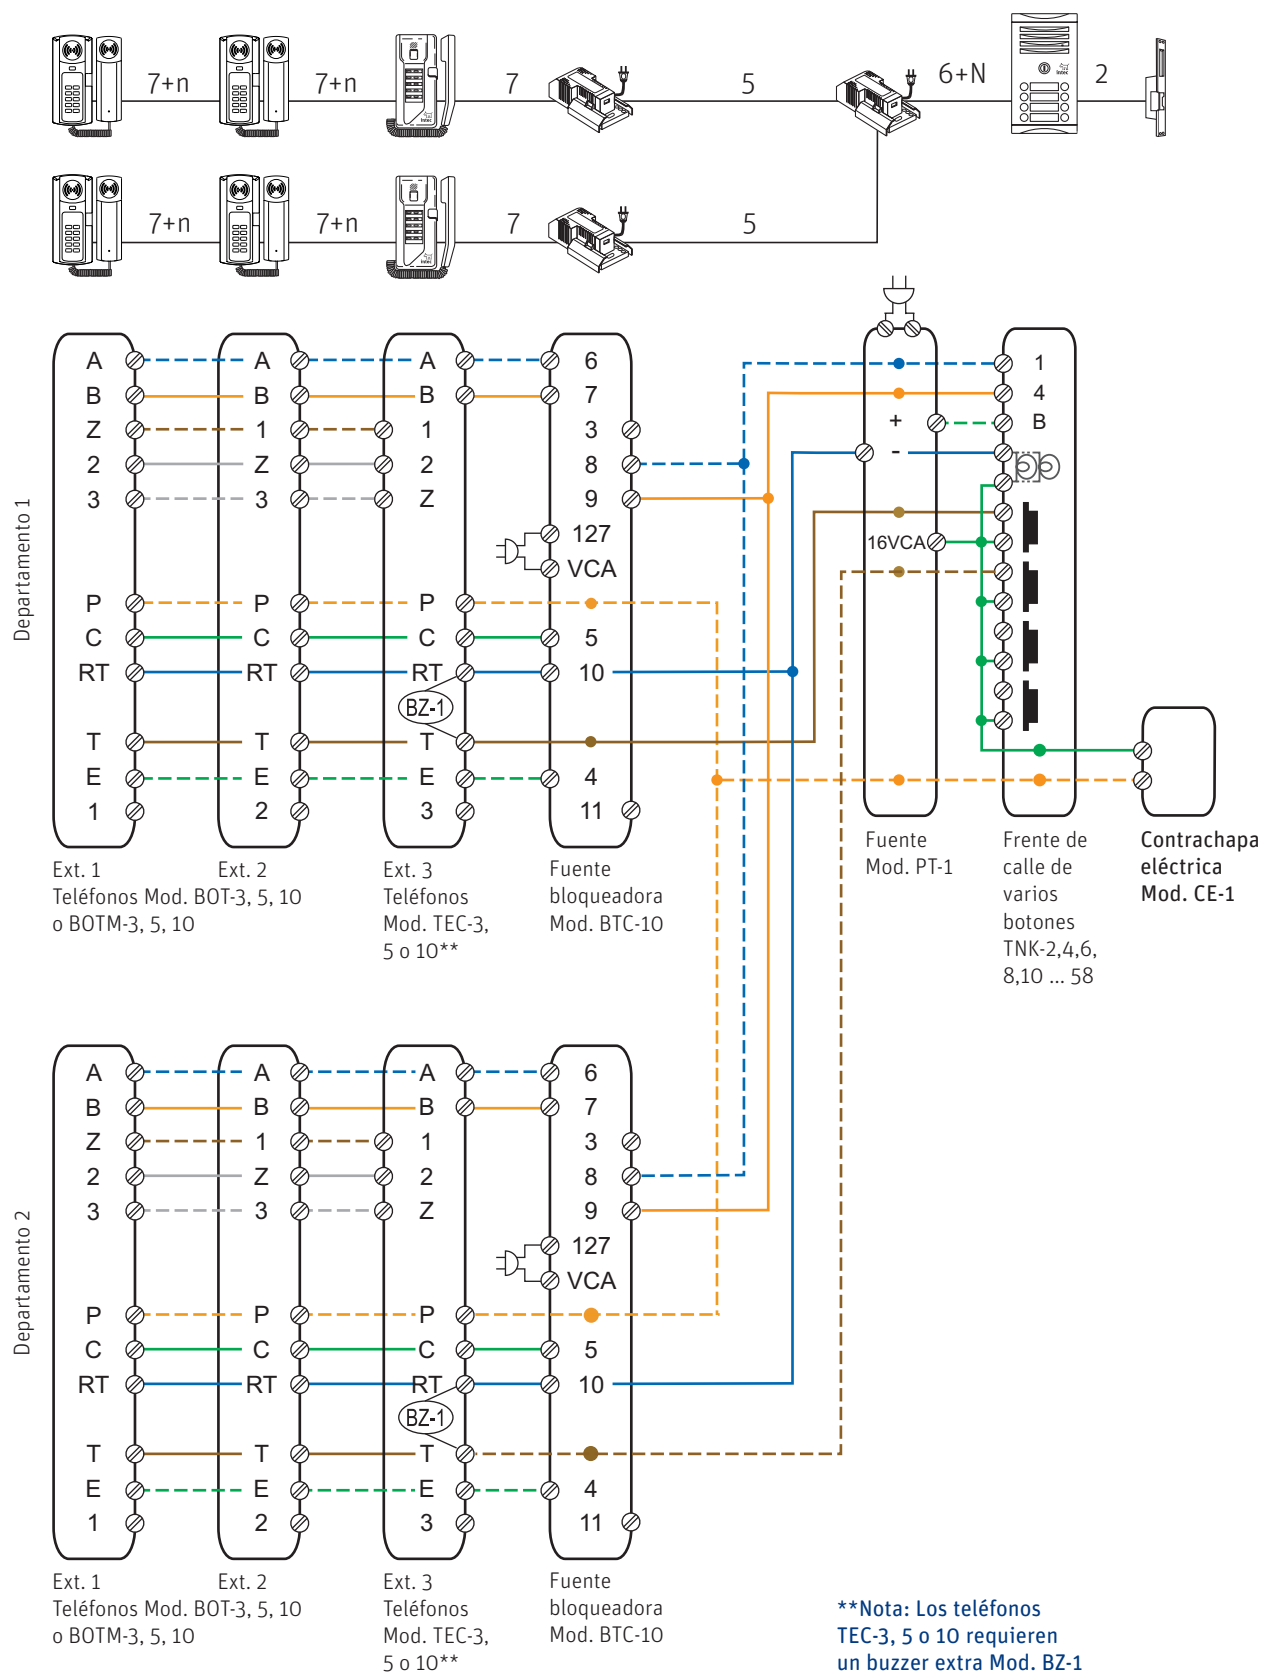 7+n 7+n 7 5 6+N 2
intec intec
7+n 7+n 7 5
intec
Departamento 1
A A A 6 1
B B B 7 4
Z 1 1 3 + B
2 Z 2 8 -
3 3 Z 9
127 16VCA
VCA
P P P
C C C 5
RT RT RT 10
BZ-1
T T T
E E E 4
1 2 3 11
Ext. 1
Teléfonos Mod. BOT-3, 5, 10
o BOTM-3, 5, 10
Ext. 2
Ext. 3
Teléfonos
Mod. TEC-3,
5 o 10**
Fuente
bloqueadora
Mod. BTC-10
Fuente
Mod. PT-1
Frente de
calle de
varios
botones
TNK-2,4,6,
8,10 ... 58
Contrachapa
eléctrica
Mod. CE-1
Departamento 2
A A A 6
B B B 7
Z 1 1 3
2 Z 2 8
3 3 Z 9
127
VCA
P P P
C C C 5
RT RT RT 10
BZ-1
T T T
E E E 4
1 2 3 11
Ext. 1
Teléfonos Mod. BOT-3, 5, 10
o BOTM-3, 5, 10
Ext. 2
Ext. 3
Teléfonos
Mod. TEC-3,
5 o 10**
Fuente
bloqueadora
Mod. BTC-10
**Nota: Los teléfonos
TEC-3, 5 o 10 requieren
un buzzer extra Mod. BZ-1